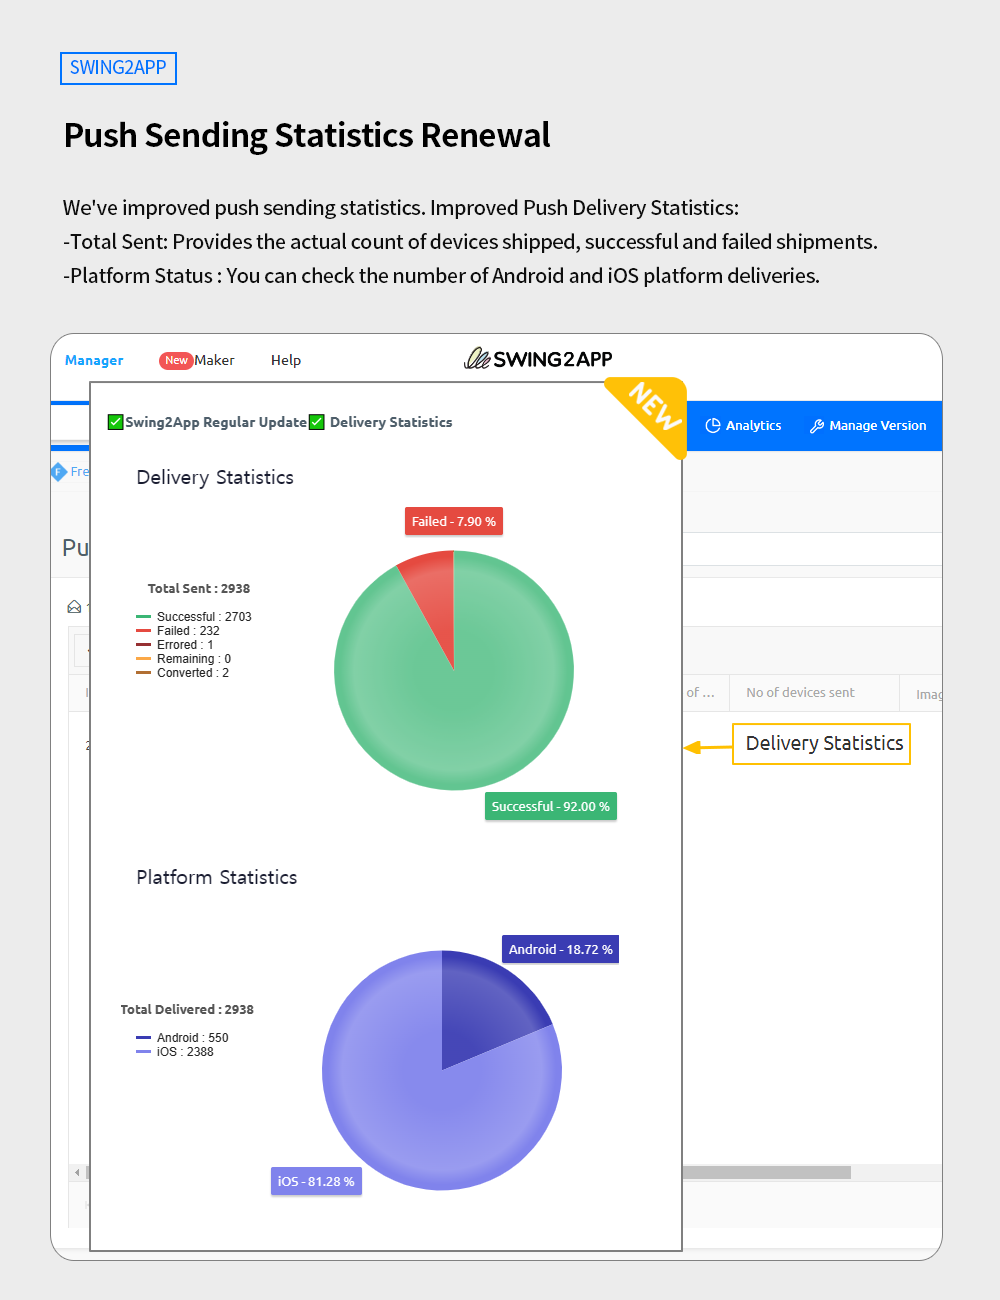 SWING2APP
Push Sending Statistics Renewal
We've improved push sending statistics. Improved Push Delivery Statistics:
-Total Sent: Provides the actual count of devices shipped, successful and failed shipments.
-Platform Status : You can check the number of Android and iOS platform deliveries.
Manager New Maker Help SWING2APP
NEW
Swing2App Regular Update Delivery Statistics
Analytics Manage Version
F Fre
Delivery Statistics
Failed - 7.90 %
Pu
Total Sent : 2938
Successful : 2703
Failed : 232
Errored : 1
Remaining : 0
Converted : 2
of ... No of devices sent Imag
Delivery Statistics
Successful - 92.00 %
Platform Statistics
Android - 18.72 %
Total Delivered : 2938
Android : 550
iOS : 2388
iOS - 81.28 %